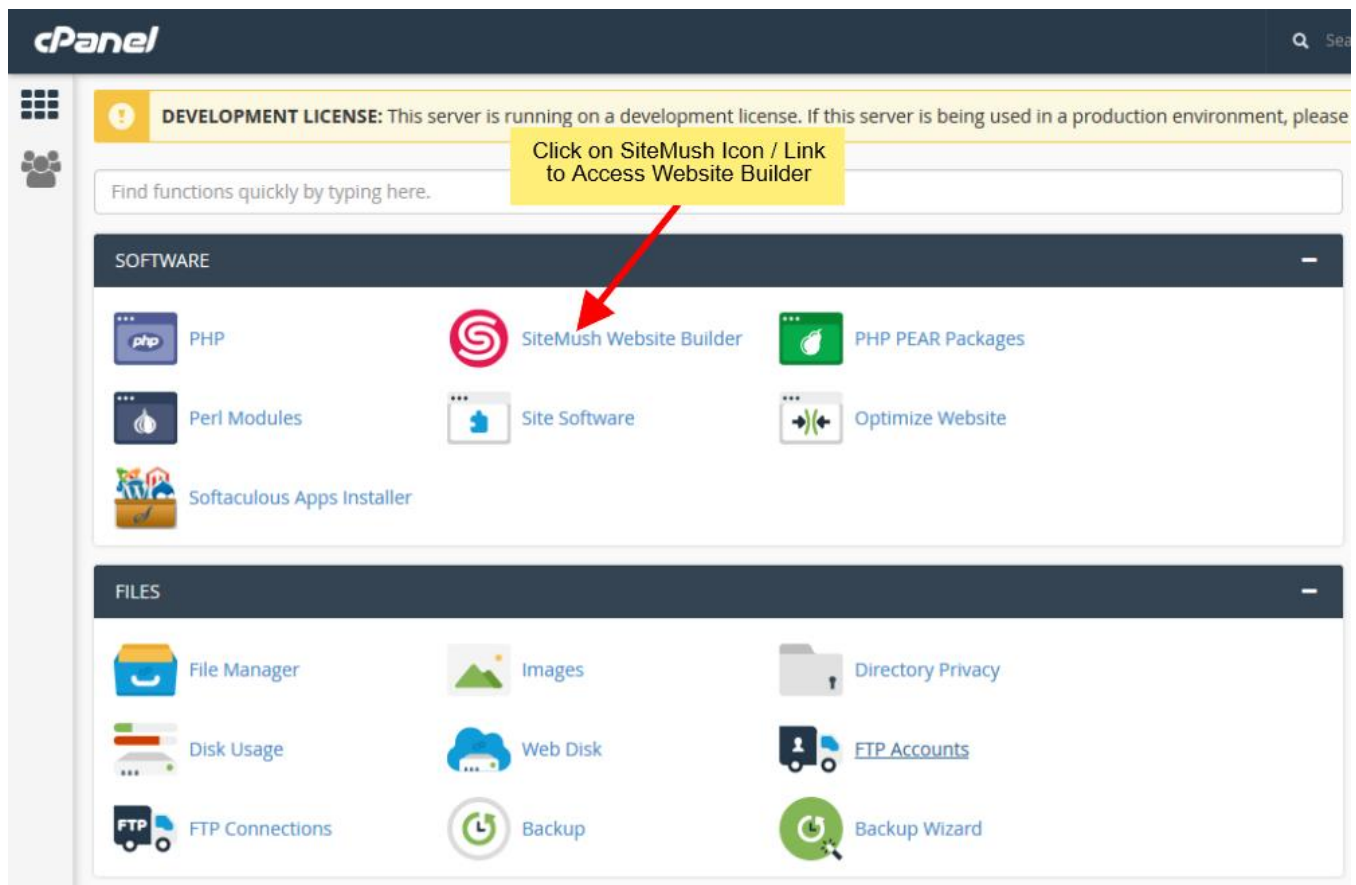 cPanel
Sea
DEVELOPMENT LICENSE: This server is running on a development license. If this server is being used in a production environment, please
Click on SiteMush Icon / Link
to Access Website Builder
Find functions quickly by typing here.
SOFTWARE
php
PHP
SiteMush Website Builder
PHP PEAR Packages
Perl Modules
Site Software
Optimize Website
Softaculous Apps Installer
FILES
File Manager
Images
Directory Privacy
Disk Usage
Web Disk
FTP Accounts
FTP
FTP Connections
Backup
Backup Wizard